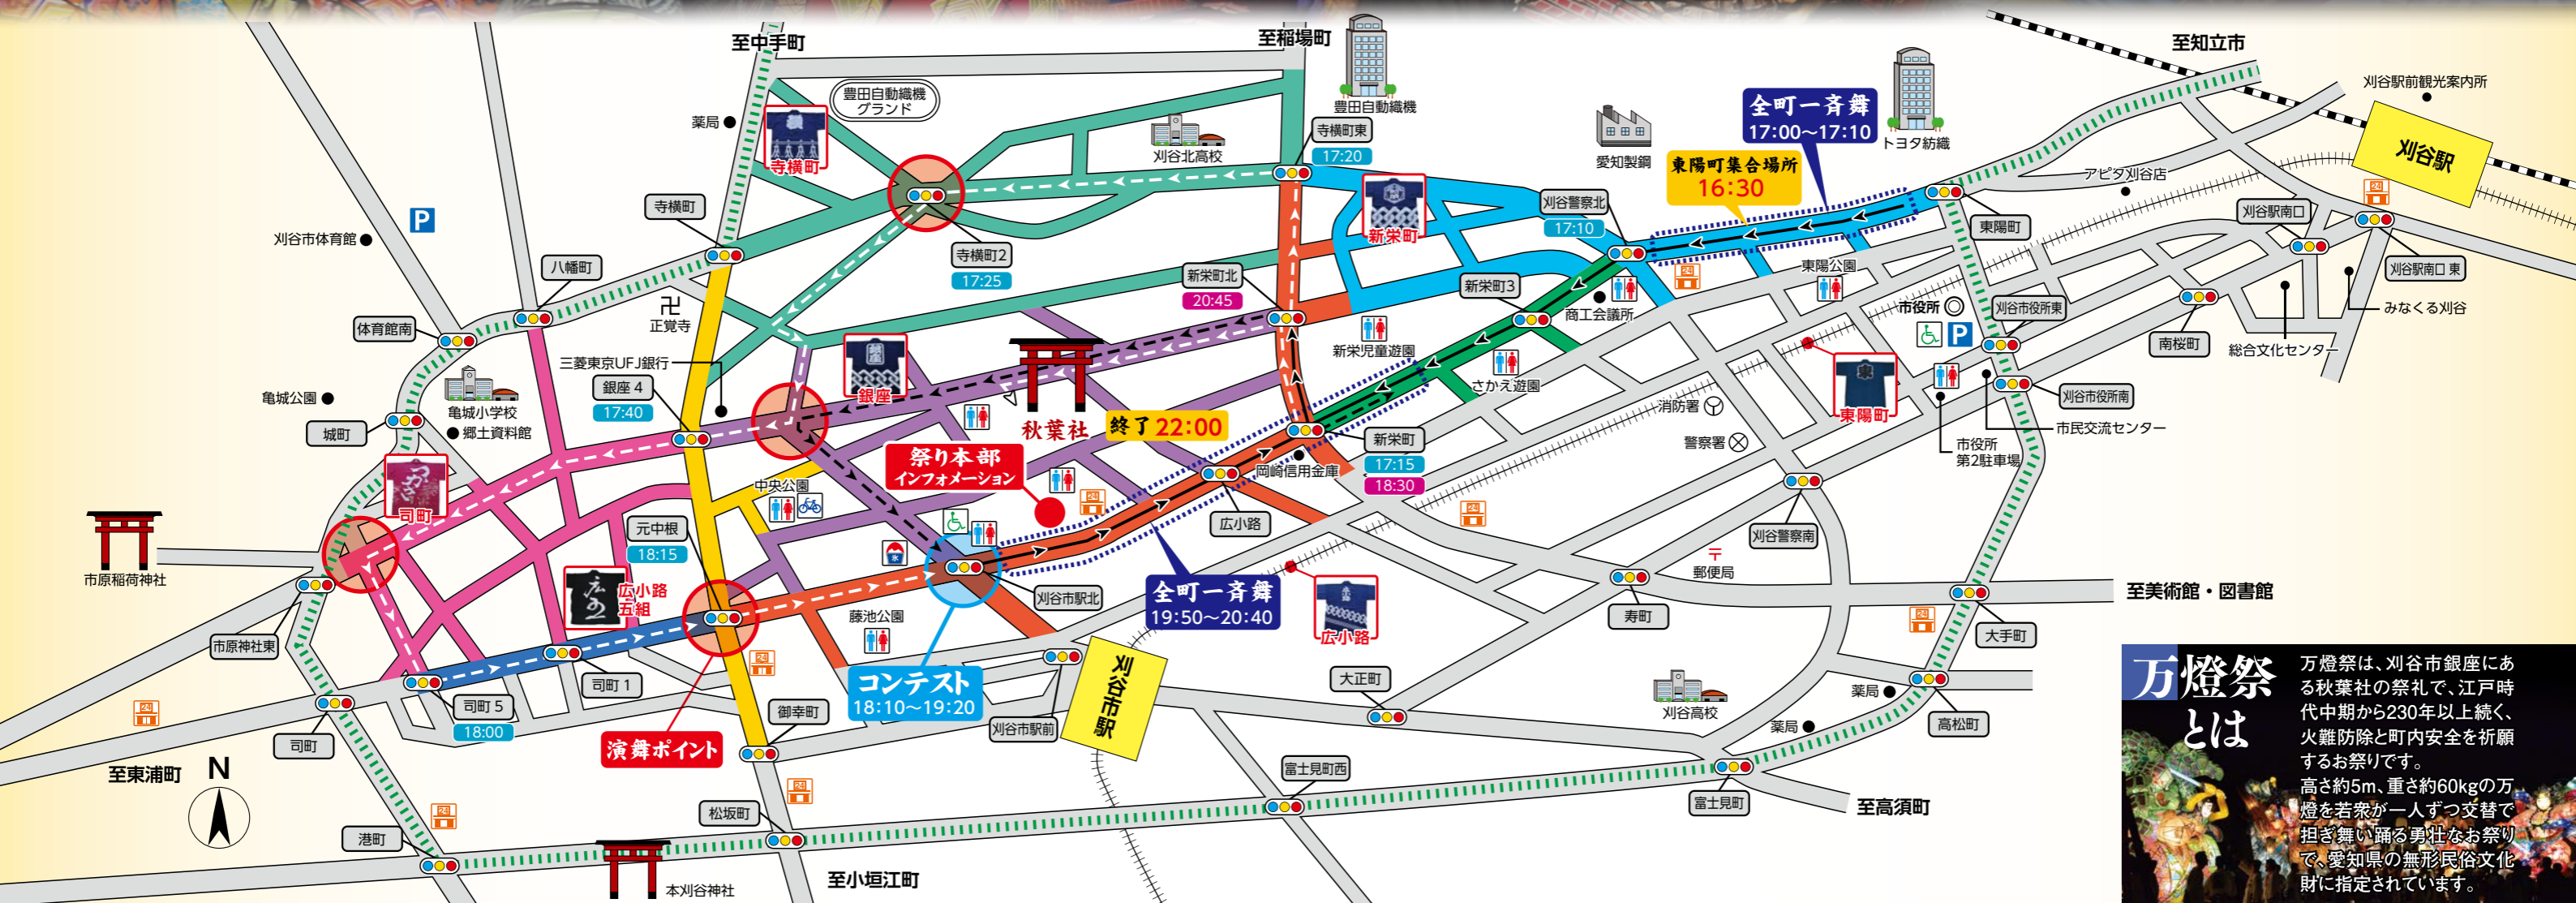 至中手町
至稲場町
至知立市
豊田自動織機
グランド
豊田自動織機
刈谷駅前観光案内所
刈谷駅
薬局
寺横町
刈谷北高校
寺横町東
17:20
愛知製鋼
トヨタ紡織
全町一斉舞
17:00〜17:10
東陽町集合場所
16:30
アピタ刈谷店
刈谷駅南口
刈谷駅南口 東
みなくる刈谷
総合文化センター
南桜町
刈谷市体育館
P
寺横町
八幡町
体育館南
正覚寺
寺横町2
17:25
新栄町北
20:45
新栄町
刈谷警察北
17:10
新栄町3
商工会議所
東陽公園
東陽町
市役所
P
刈谷市役所東
刈谷市役所南
市民交流センター
市役所
第2駐車場
三菱東京UFJ銀行
銀座 4
17:40
銀座
秋葉社
終了 22:00
新栄児童遊園
さかえ遊園
消防署
警察署
東陽町
亀城公園
亀城小学校
郷土資料館
城町
司町
つかさ
祭り本部
インフォメーション
岡崎信用金庫
新栄町
17:15
18:30
中央公園
元中根
18:15
広小路
刈谷警察南
郵便局
市原稲荷神社
市原神社東
広小路
五組
藤池公園
刈谷市駅北
全町一斉舞
19:50〜20:40
広小路
寿町
至美術館・図書館
大手町
司町 1
司町 5
18:00
司町
演舞ポイント
コンテスト
18:10〜19:20
刈谷市駅
刈谷市駅前
御幸町
大正町
刈谷高校
薬局
薬局
高松町
至東浦町
N
港町
松坂町
富士見町西
富士見町
至高須町
本刈谷神社
至小垣江町
万燈祭
とは
万燈祭は、刈谷市銀座にあ
る秋葉社の祭礼で、江戸時
代中期から230年以上続く、
火難防除と町内安全を祈願
するお祭りです。
高さ約5m、重さ約60kgの万
燈を若衆が一人ずつ交替で
担ぎ舞い踊る勇壮なお祭り
で、愛知県の無形民俗文化
財に指定されています。